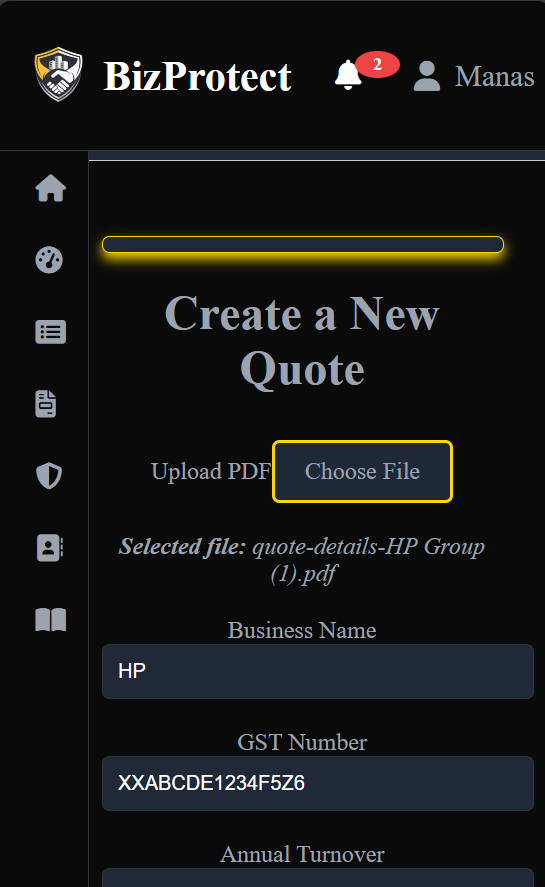 BizProtect
2
Manas
Create a New
Quote
Upload PDF
Choose File
Selected file: quote-details-HP Group
(1).pdf
Business Name
HP
GST Number
XXABCDE1234F5Z6
Annual Turnover